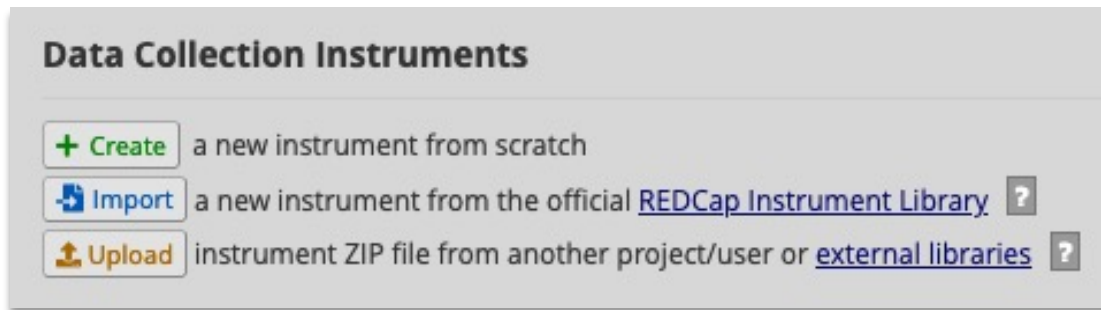 Data Collection Instruments
+ Create a new instrument from scratch
Import a new instrument from the official REDCap Instrument Library ?
Upload instrument ZIP file from another project/user or external libraries ?